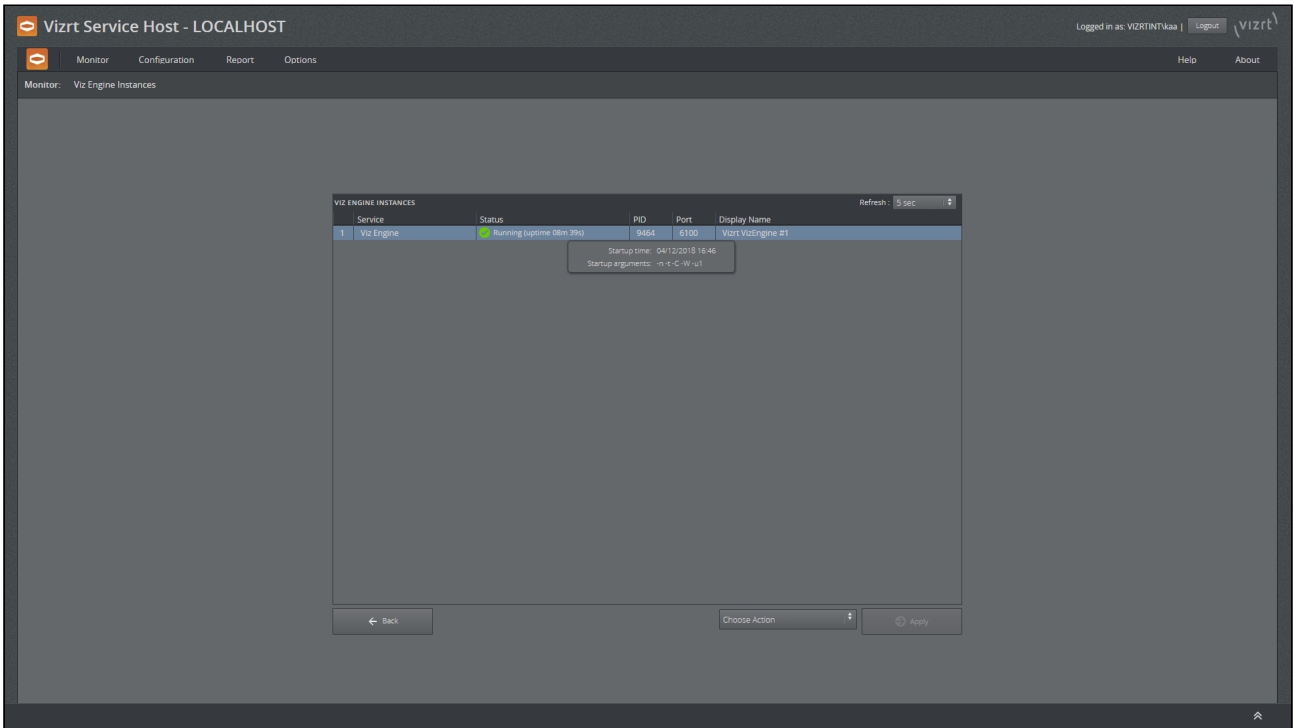 Vizrt Service Host - LOCALHOST
Logged in as: VIZRTINT\kaa | Logout vizrt
Monitor Configuration Report Options Help About
Monitor: Viz Engine Instances
VIZ ENGINE INSTANCES Refresh : 5 sec
Service Status PID Port Display Name
1 Viz Engine Running (uptime 08m 39s) 9464 6100 Vizrt VizEngine #1
Startup time: 04/12/2018 16:46
Startup arguments: -n -t -C -W -u1
Back Choose Action Apply